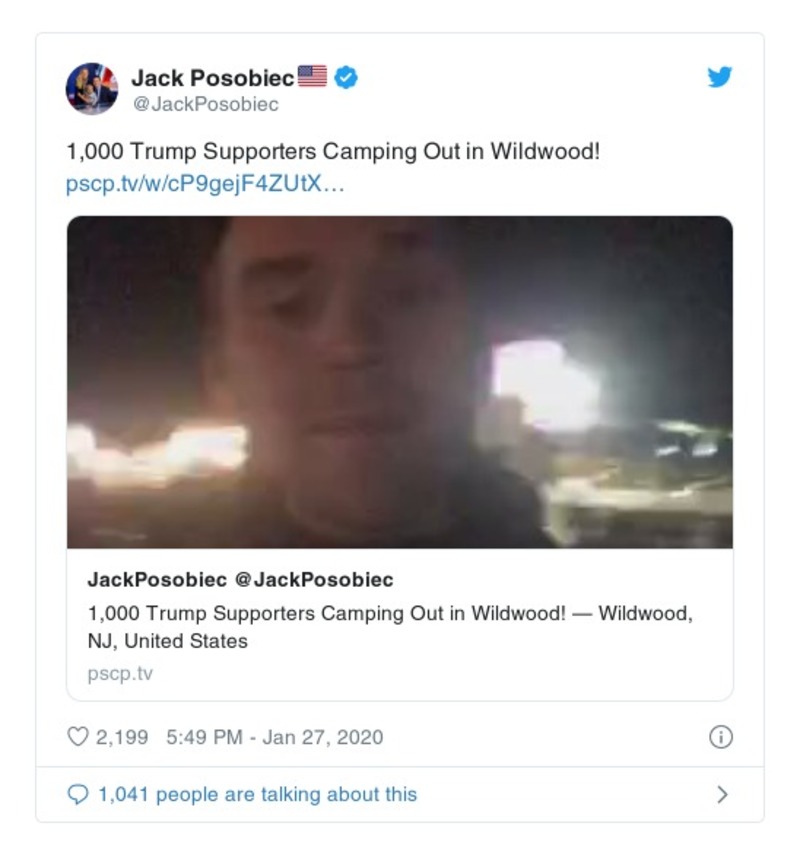 Jack Posobiec🇺🇸
@JackPosobiec
1,000 Trump Supporters Camping Out in Wildwood!
pscp.tv/w/cP9gejF4ZUtX…
JackPosobiec @JackPosobiec
1,000 Trump Supporters Camping Out in Wildwood! — Wildwood,
NJ, United States
pscp.tv
2,199 5:49 PM - Jan 27, 2020
1,041 people are talking about this